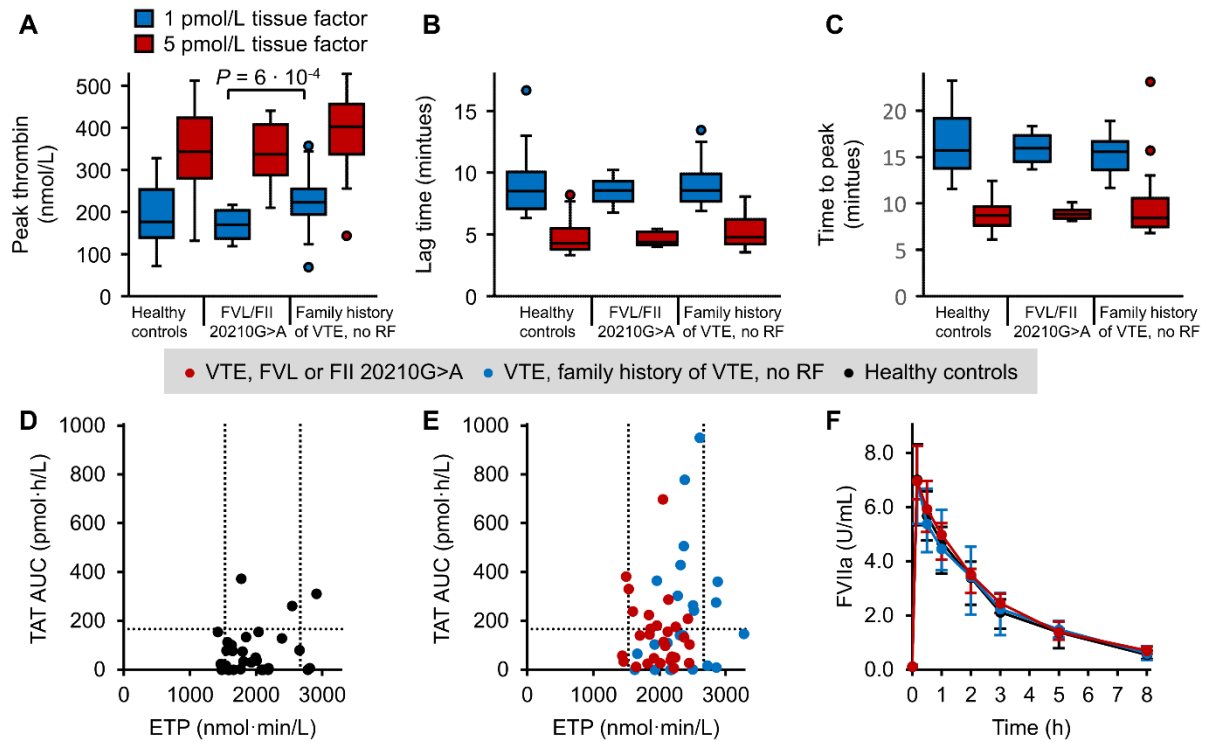 A
1 pmol/L tissue factor
5 pmol/L tissue factor
P = 6 · 10-4
Peak thrombin
(nmol/L)
500
400
300
200
100
0
Healthy
controls
FVL/FII
20210G>A
Family history
of VTE, no RF
B
Lag time (mintues)
15
10
5
0
Healthy
controls
FVL/FII
20210G>A
Family history
of VTE, no RF
C
Time to peak
(mintues)
20
15
10
5
0
Healthy
controls
FVL/FII
20210G>A
Family history
of VTE, no RF
VTE, FVL or FII 20210G>A
VTE, family history of VTE, no RF
Healthy controls
D
TAT AUC (pmol·h/L)
1000
800
600
400
200
0
0 1000 2000 3000
ETP (nmol·min/L)
E
TAT AUC (pmol·h/L)
1000
800
600
400
200
0
0 1000 2000 3000
ETP (nmol·min/L)
F
FVIIa (U/mL)
8.0
6.0
4.0
2.0
0.0
0 1 2 3 4 5 6 7 8
Time (h)